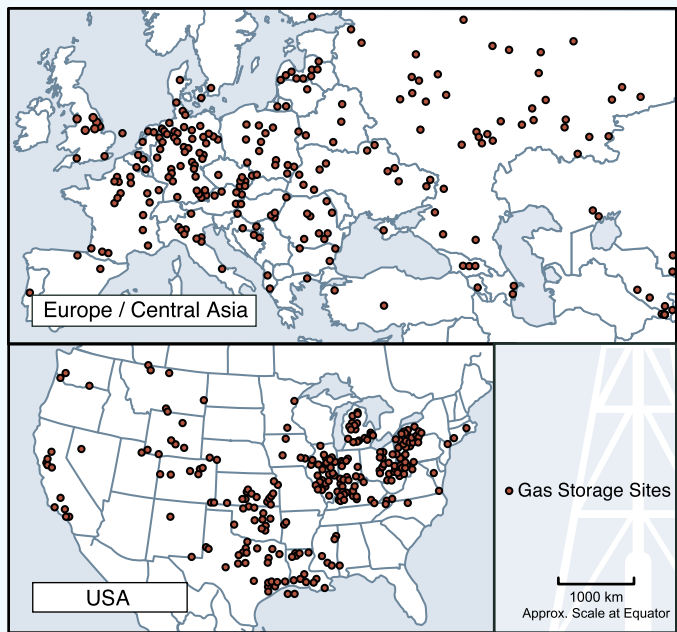 Europe / Central Asia
USA
Gas Storage Sites
1000 km
Approx. Scale at Equator